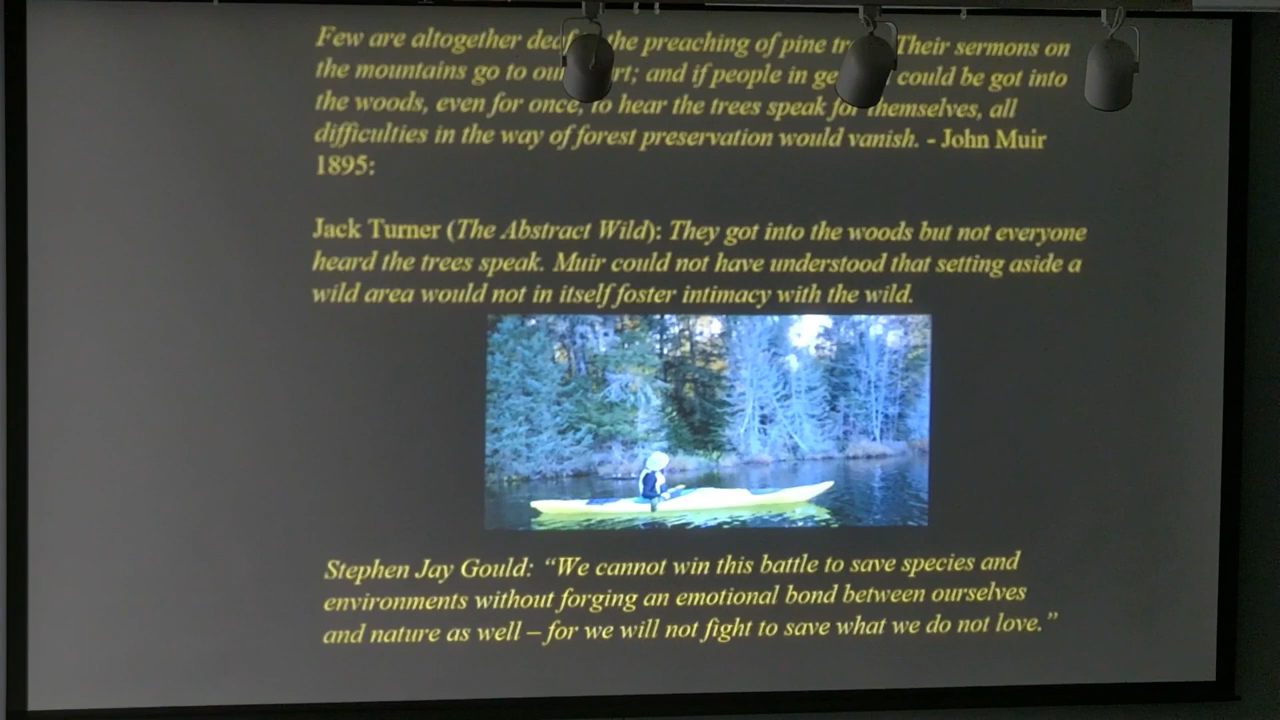 Few are altogether deaf the preaching of pine Their sermons on
the mountains go to our ; and if people in could be got into
the woods, even for once, to hear the trees speak for themselves, all
difficulties in the way of forest preservation would vanish. - John Muir
1895:
Jack Turner (The Abstract Wild): They got into the woods but not everyone
heard the trees speak. Muir could not have understood that setting aside a
wild area would not in itself foster intimacy with the wild.
Stephen Jay Gould: “We cannot win this battle to save species and
environments without forging an emotional bond between ourselves
and nature as well – for we will not fight to save what we do not love.”